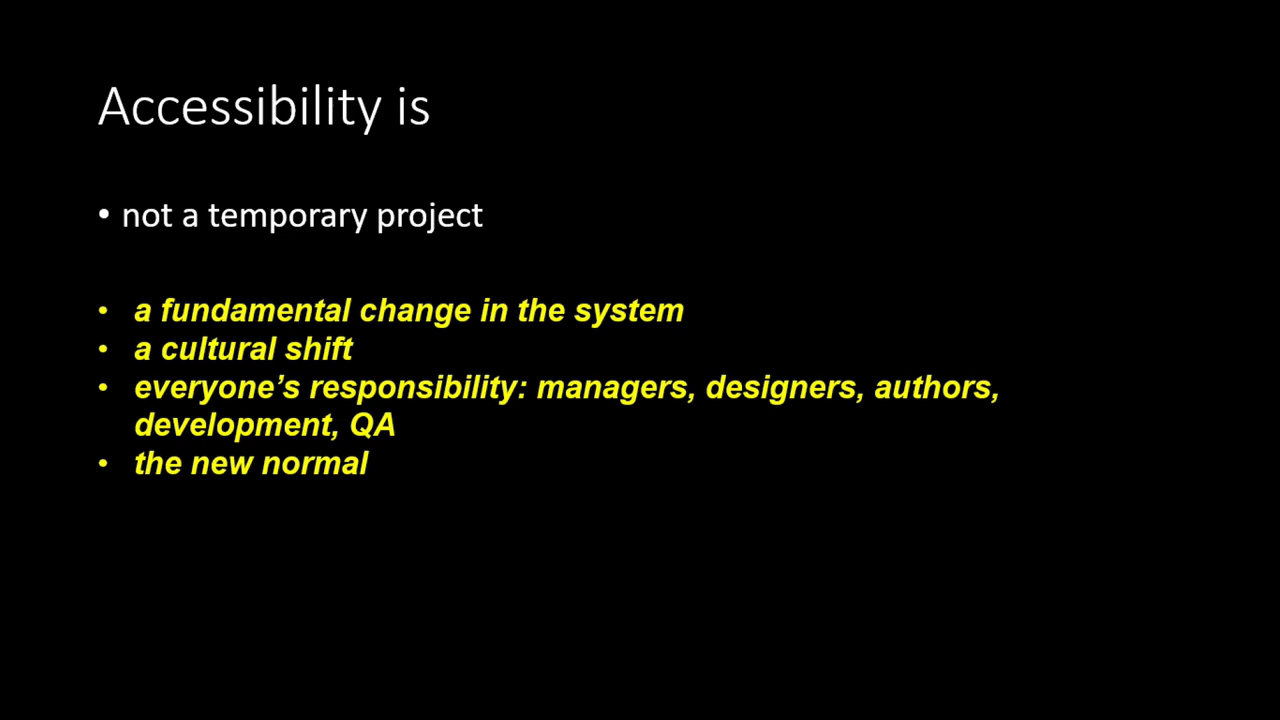 Accessibility is
• not a temporary project
• a fundamental change in the system
• a cultural shift
• everyone’s responsibility: managers, designers, authors,
development, QA
• the new normal